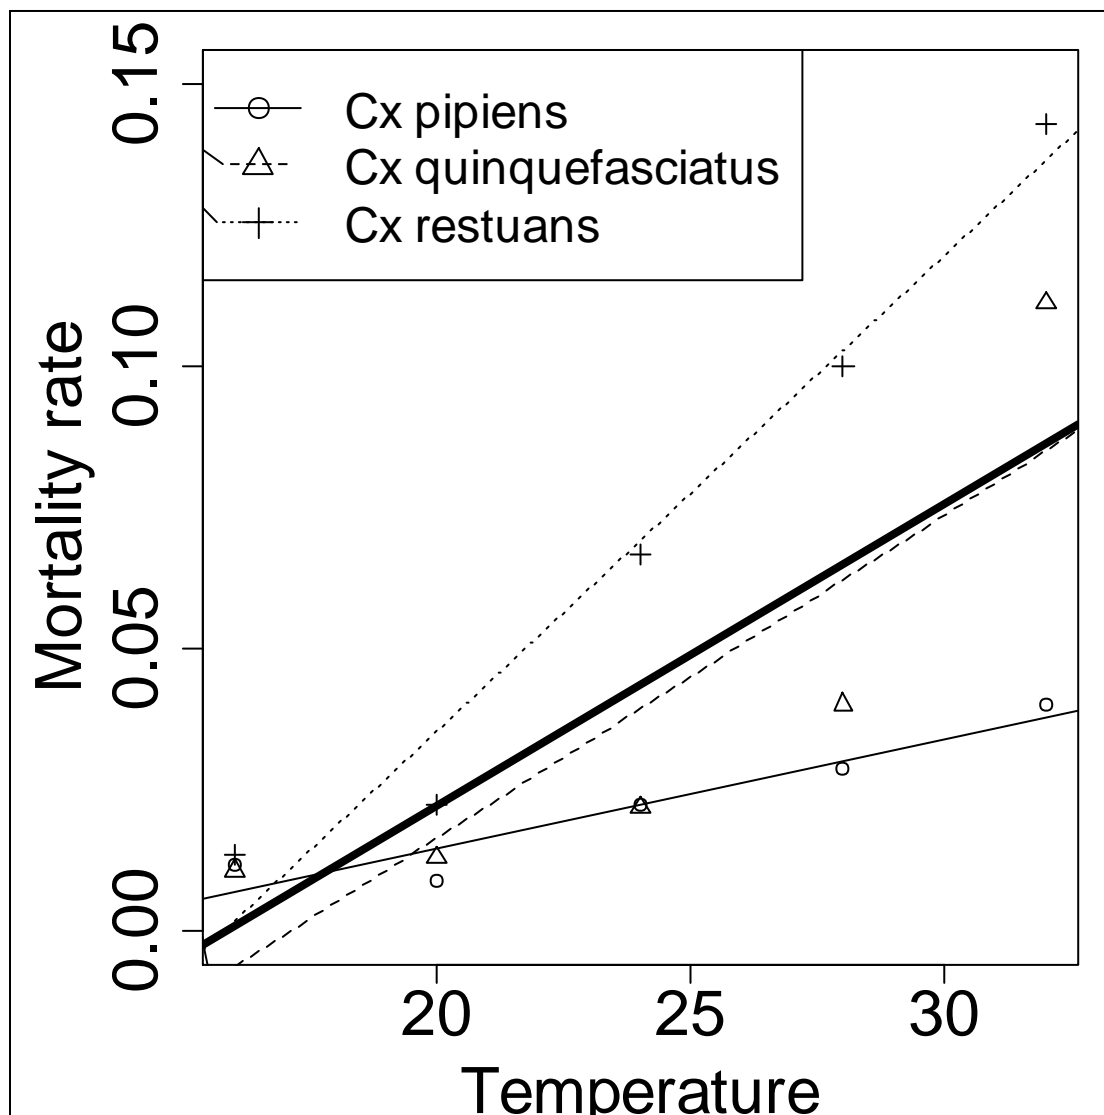 Cx pipiens
Cx quinquefasciatus
Cx restuans
Mortality rate
0.15
0.10
0.05
0.00
20 25 30
Temperature